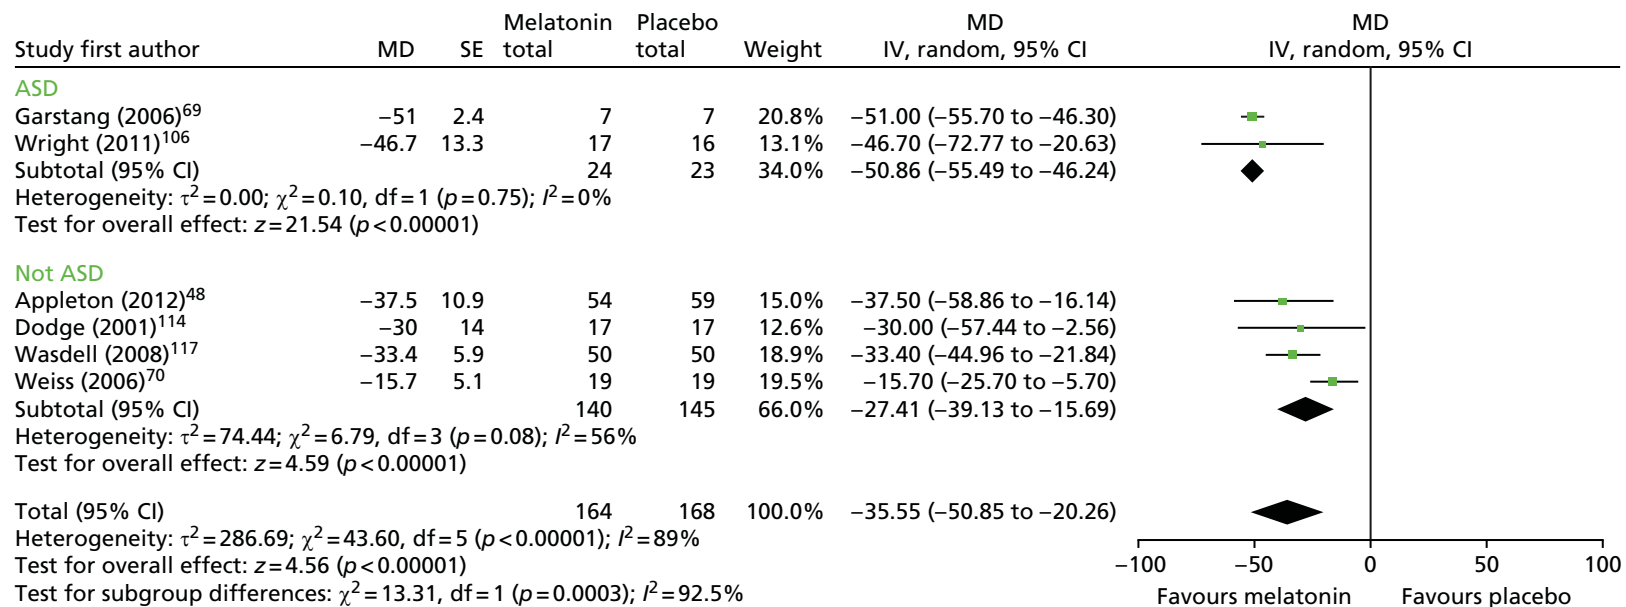 Melatonin Placebo MD MD
Study first author MD SE total total Weight IV, random, 95% CI IV, random, 95% CI
ASD
Garstang (2006)⁶⁹ −51 2.4 7 7 20.8% −51.00 (−55.70 to −46.30)
Wright (2011)¹⁰⁶ −46.7 13.3 17 16 13.1% −46.70 (−72.77 to −20.63)
Subtotal (95% CI) 24 23 34.0% −50.86 (−55.49 to −46.24)
Heterogeneity: τ²=0.00; χ²=0.10, df=1 (p=0.75); I²=0%
Test for overall effect: z=21.54 (p<0.00001)
Not ASD
Appleton (2012)⁴⁸ −37.5 10.9 54 59 15.0% −37.50 (−58.86 to −16.14)
Dodge (2001)¹¹⁴ −30 14 17 17 12.6% −30.00 (−57.44 to −2.56)
Wasdell (2008)¹¹⁷ −33.4 5.9 50 50 18.9% −33.40 (−44.96 to −21.84)
Weiss (2006)⁷⁰ −15.7 5.1 19 19 19.5% −15.70 (−25.70 to −5.70)
Subtotal (95% CI) 140 145 66.0% −27.41 (−39.13 to −15.69)
Heterogeneity: τ²=74.44; χ²=6.79, df=3 (p=0.08); I²=56%
Test for overall effect: z=4.59 (p<0.00001)
Total (95% CI) 164 168 100.0% −35.55 (−50.85 to −20.26)
Heterogeneity: τ²=286.69; χ²=43.60, df=5 (p<0.00001); I²=89%
Test for overall effect: z=4.56 (p<0.00001)
Test for subgroup differences: χ²=13.31, df=1 (p=0.0003); I²=92.5%
−100 −50 0 50 100
Favours melatonin Favours placebo